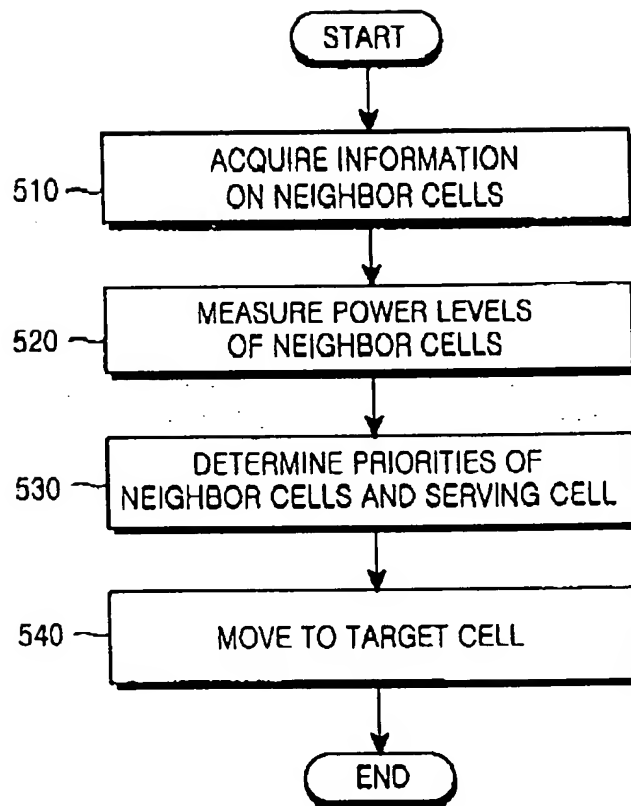 START
510
ACQUIRE INFORMATION
ON NEIGHBOR CELLS
520
MEASURE POWER LEVELS
OF NEIGHBOR CELLS
530
DETERMINE PRIORITIES OF
NEIGHBOR CELLS AND SERVING CELL
540
MOVE TO TARGET CELL
END